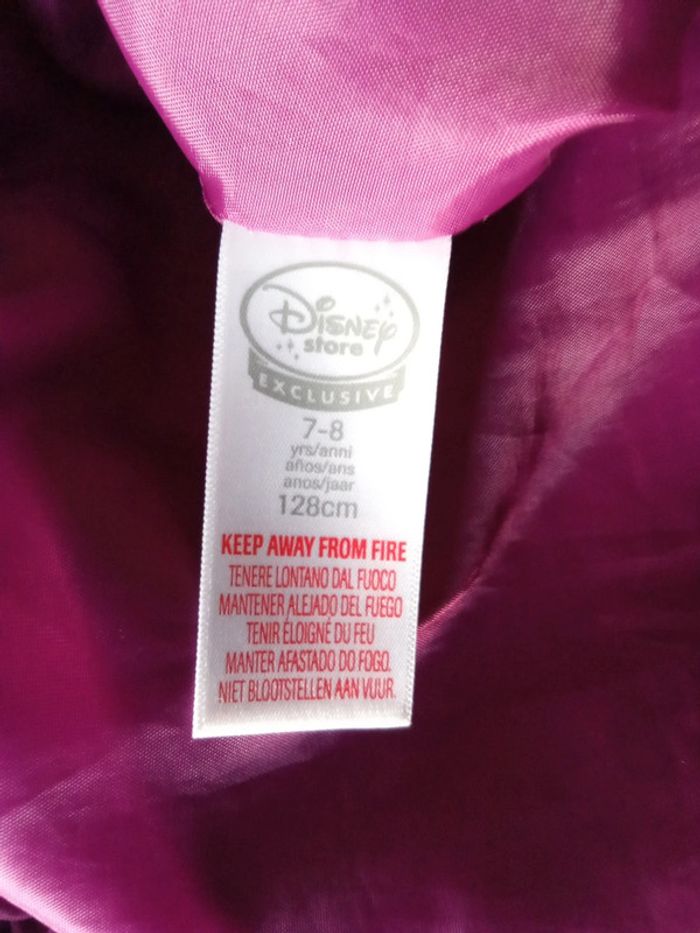 Disney
store
EXCLUSIVE
7-8
yrs/anni
años/ans
anos/jaar
128cm
KEEP AWAY FROM FIRE
TENERE LONTANO DAL FUOCO
MANTENER ALEJADO DEL FUEGO
TENIR ÉLOIGNÉ DU FEU
MANTER AFASTADO DO FOGO.
NIET BLOOTSTELLEN AAN VUUR.